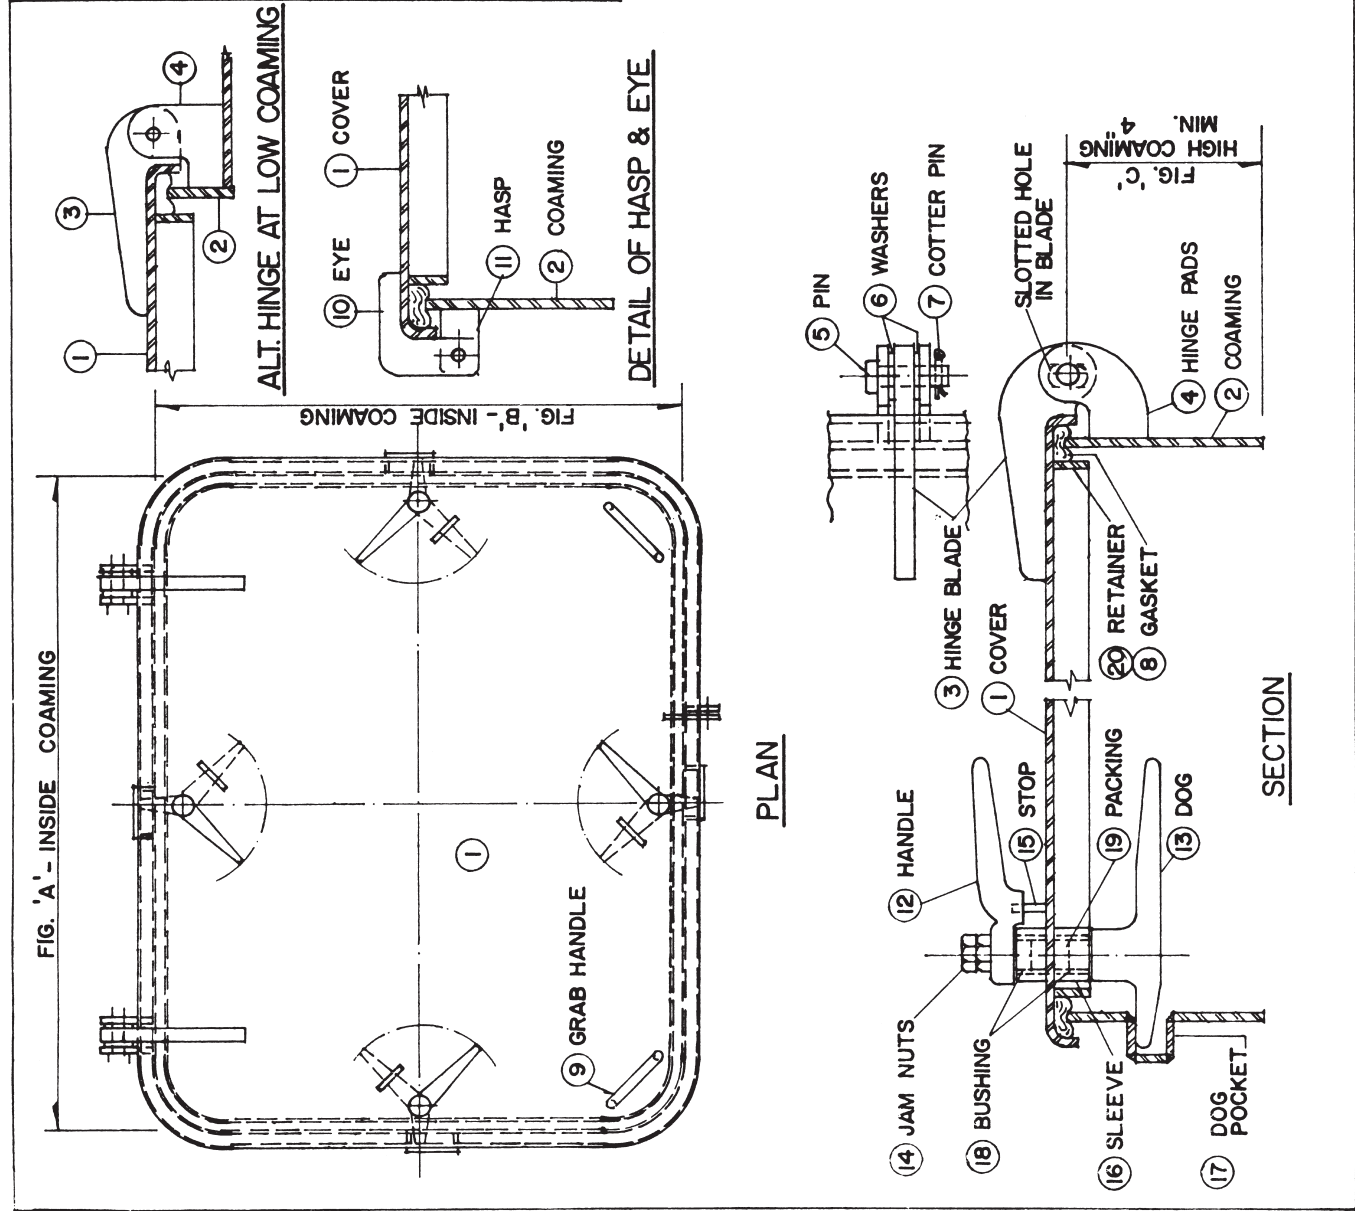 3
4
1
2
ALT. HINGE AT LOW COAMING
10 EYE
1 COVER
11 HASP
2 COAMING
DETAIL OF HASP & EYE
FIG. 'A' - INSIDE COAMING
FIG. 'B' - INSIDE COAMING
1
9 GRAB HANDLE
PLAN
5 PIN
6 WASHERS
7 COTTER PIN
SLOTTED HOLE
IN BLADE
FIG. 'C'
HIGH COAMING
4" MIN.
4 HINGE PADS
2 COAMING
3 HINGE BLADE
1 COVER
20 RETAINER
8 GASKET
12 HANDLE
15 STOP
19 PACKING
13 DOG
14 JAM NUTS
18 BUSHING
16 SLEEVE
17 DOG
POCKET
SECTION